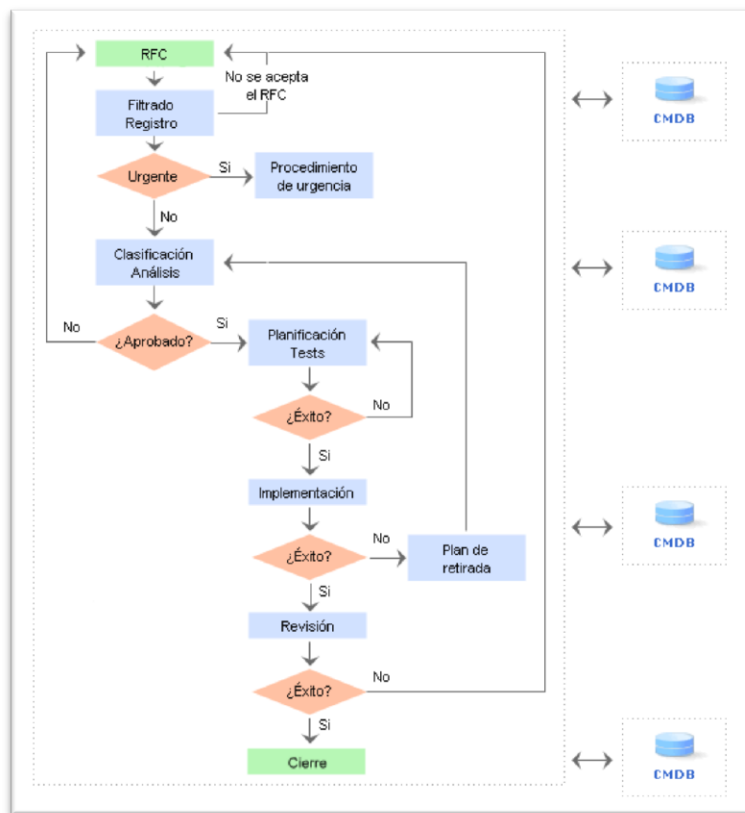 RFC
No se acepta
el RFC
Filtrado
Registro
CMDB
Urgente
Si
Procedimiento
de urgencia
No
Clasificación
Análisis
CMDB
No
¿Aprobado?
Si
Planificación
Tests
¿Éxito?
No
Si
Implementación
¿Éxito?
No
Plan de
retirada
CMDB
Si
Revisión
¿Éxito?
No
Si
Cierre
CMDB